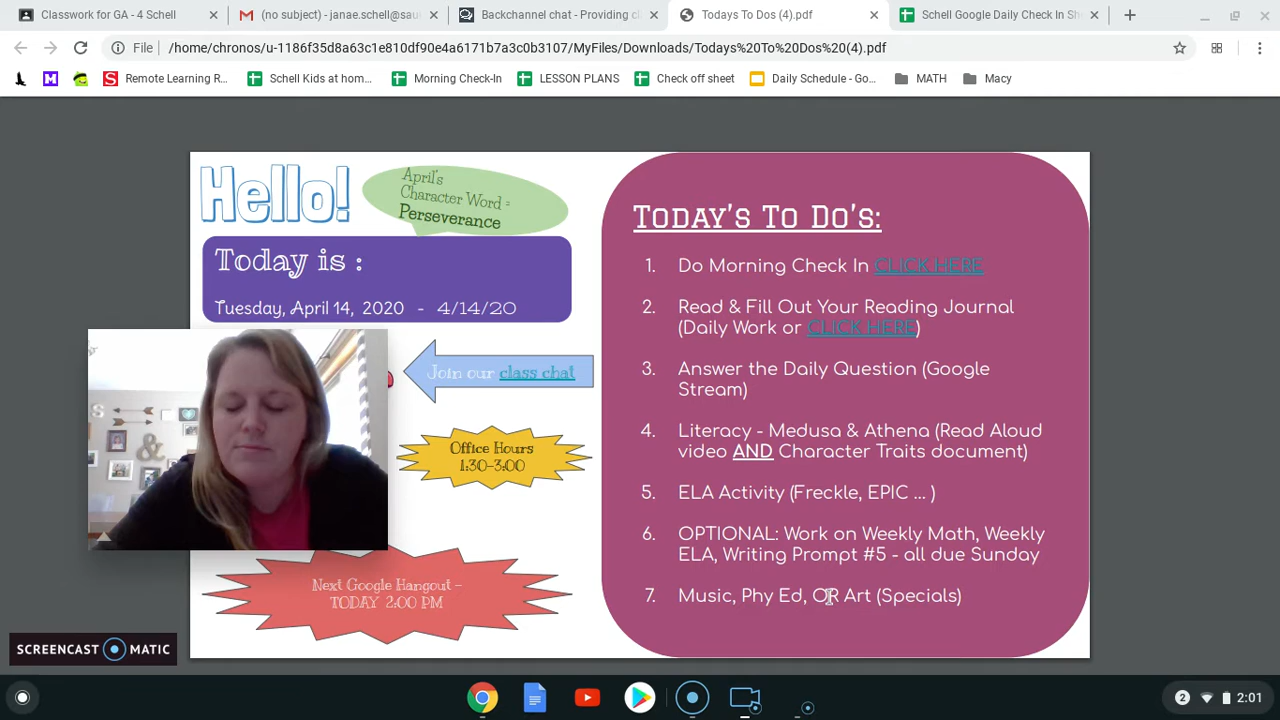 Classwork for GA - 4 Schell
(no subject) - janae.schell@sau
Backchannel chat - Providing cl
Todays To Dos (4).pdf
Schell Google Daily Check In She
File
/home/chronos/u-1186f35d8a63c1e810df90e4a6171b7a3c0b3107/MyFiles/Downloads/Todays%20To%20Dos%20(4).pdf
Remote Learning R...
Schell Kids at hom...
Morning Check-In
LESSON PLANS
Check off sheet
Daily Schedule - Go...
MATH
Macy
Hello!
April's
Character Word =
Perseverance
Today is :
Tuesday, April 14, 2020 - 4/14/20
Join our class chat
Office Hours
1:30-3:00
Next Google Hangout -
TODAY 2:00 PM
Today's To Do's:
1. Do Morning Check In CLICK HERE
2. Read & Fill Out Your Reading Journal
(Daily Work or CLICK HERE)
3. Answer the Daily Question (Google
Stream)
4. Literacy - Medusa & Athena (Read Aloud
video AND Character Traits document)
5. ELA Activity (Freckle, EPIC ... )
6. OPTIONAL: Work on Weekly Math, Weekly
ELA, Writing Prompt #5 - all due Sunday
7. Music, Phy Ed, OR Art (Specials)
SCREENCAST MATIC
2
2:01